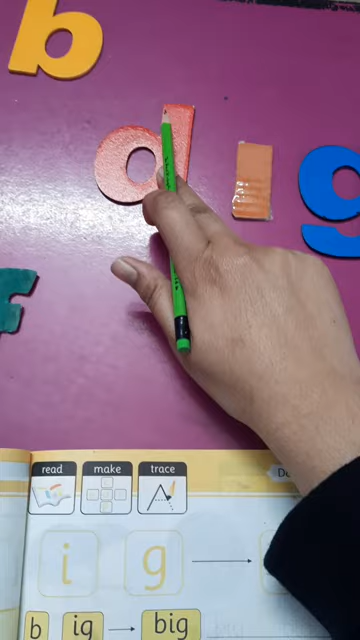 b
d i g
f
read make trace
i g
b ig big